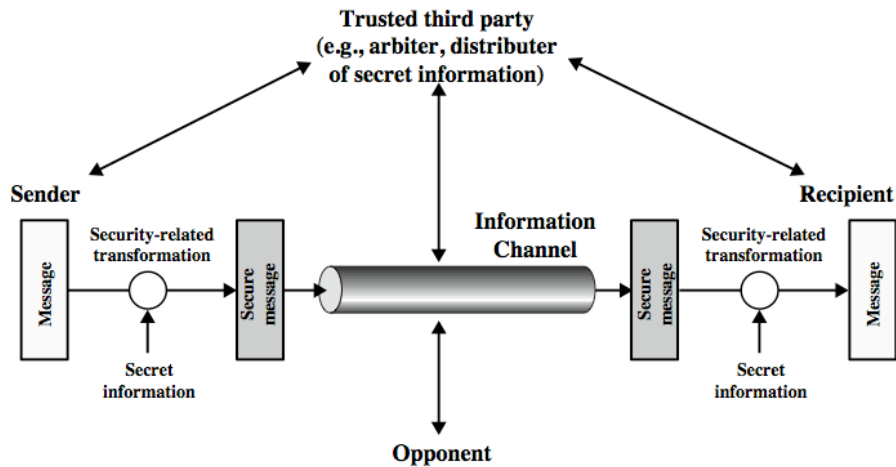 Trusted third party
(e.g., arbiter, distributer
of secret information)
Sender
Recipient
Information
Channel
Security-related
transformation
Security-related
transformation
Message
Secure
message
Secure
message
Message
Secret
information
Secret
information
Opponent